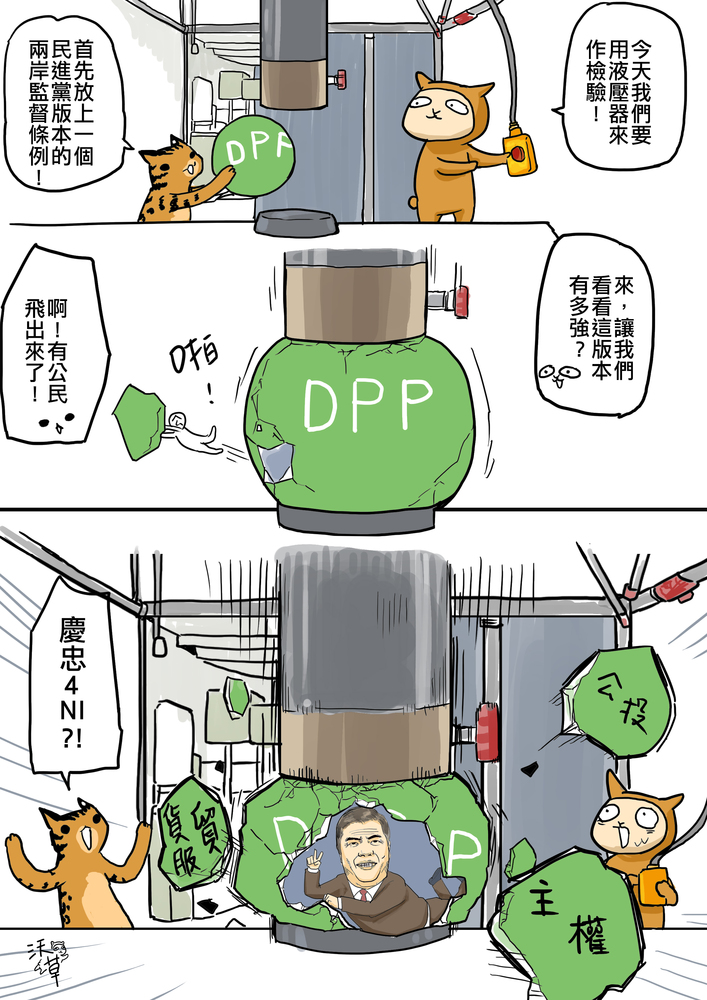 今天我們要
用液壓器來
作檢驗！
首先放上一個
民進黨版本的
兩岸監督條例！
DPP
來，讓我們
看看這版本
有多強？
啪！
啊！有公民
飛出來了！
DPP
慶忠
4
NI
?!
公投
貨貿
服
D
P
主權
沃草